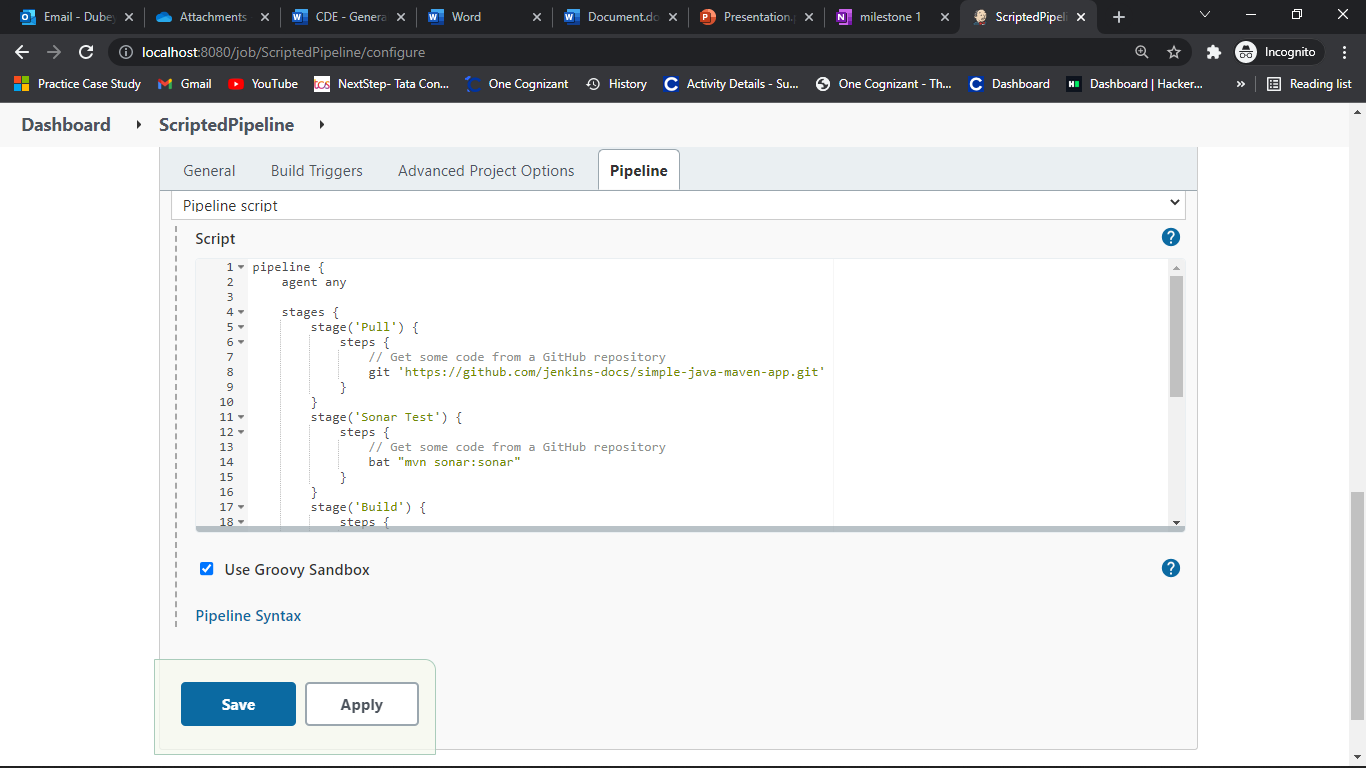 Email - Dube
Attachments
CDE - Genera
Word
Document.do
Presentation.
milestone 1
ScriptedPipeli
localhost:8080/job/ScriptedPipeline/configure
Incognito
Practice Case Study
Gmail
YouTube
tcs NextStep- Tata Con...
One Cognizant
History
Activity Details - Su...
One Cognizant - Th...
Dashboard
Dashboard | Hacker...
»
Reading list
Dashboard
ScriptedPipeline
General
Build Triggers
Advanced Project Options
Pipeline
Pipeline script
Script
?
1 pipeline {
2     agent any
3
4     stages {
5         stage('Pull') {
6             steps {
7                 // Get some code from a GitHub repository
8                 git 'https://github.com/jenkins-docs/simple-java-maven-app.git'
9             }
10         }
11         stage('Sonar Test') {
12             steps {
13                 // Get some code from a GitHub repository
14                 bat "mvn sonar:sonar"
15             }
16         }
17         stage('Build') {
18             steps {
Use Groovy Sandbox
?
Pipeline Syntax
Save
Apply